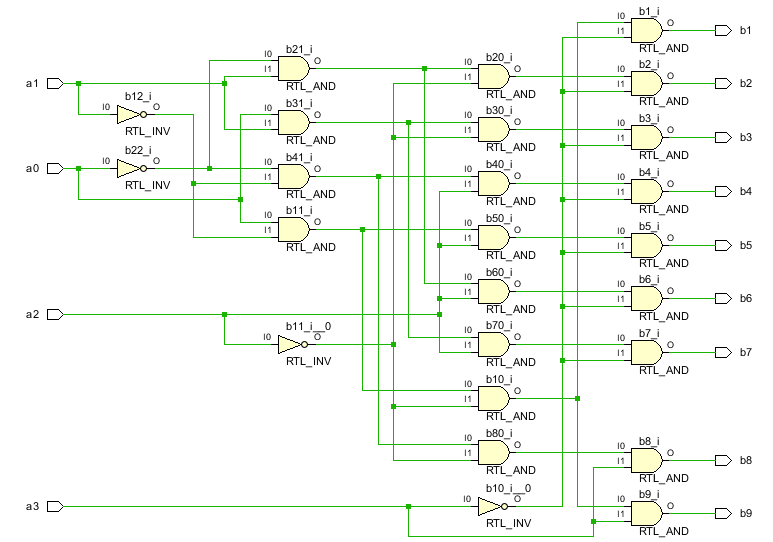 b1_i
I0
O
b1
I1
RTL_AND
b21_i
I0
O
I1
RTL_AND
b20_i
I0
O
I1
RTL_AND
b2_i
I0
O
b2
I1
RTL_AND
a1
b12_i
I0
O
RTL_INV
b31_i
I0
O
I1
RTL_AND
b30_i
I0
O
I1
RTL_AND
b3_i
I0
O
b3
I1
RTL_AND
a0
b22_i
I0
O
RTL_INV
b41_i
I0
O
I1
RTL_AND
b40_i
I0
O
I1
RTL_AND
b4_i
I0
O
b4
I1
RTL_AND
b11_i
I0
O
I1
RTL_AND
b50_i
I0
O
I1
RTL_AND
b5_i
I0
O
b5
I1
RTL_AND
b60_i
I0
O
I1
RTL_AND
b6_i
I0
O
b6
I1
RTL_AND
a2
b11_i__0
I0
O
RTL_INV
b70_i
I0
O
I1
RTL_AND
b7_i
I0
O
b7
I1
RTL_AND
b10_i
I0
O
I1
RTL_AND
b80_i
I0
O
I1
RTL_AND
b8_i
I0
O
b8
I1
RTL_AND
a3
b10_i__0
I0
O
RTL_INV
b9_i
I0
O
b9
I1
RTL_AND